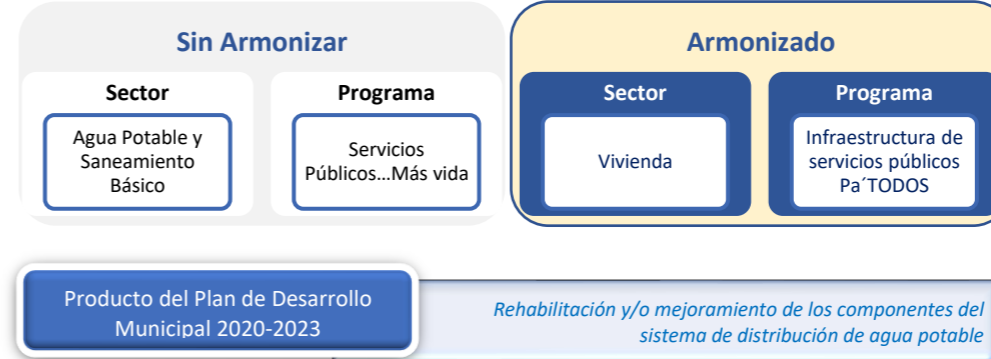 Sin Armonizar
Sector
Agua Potable y
Saneamiento
Básico
Programa
Servicios
Públicos...Más vida
Armonizado
Sector
Vivienda
Programa
Infraestructura de
servicios públicos
Pa´TODOS
Producto del Plan de Desarrollo
Municipal 2020-2023
Rehabilitación y/o mejoramiento de los componentes del
sistema de distribución de agua potable